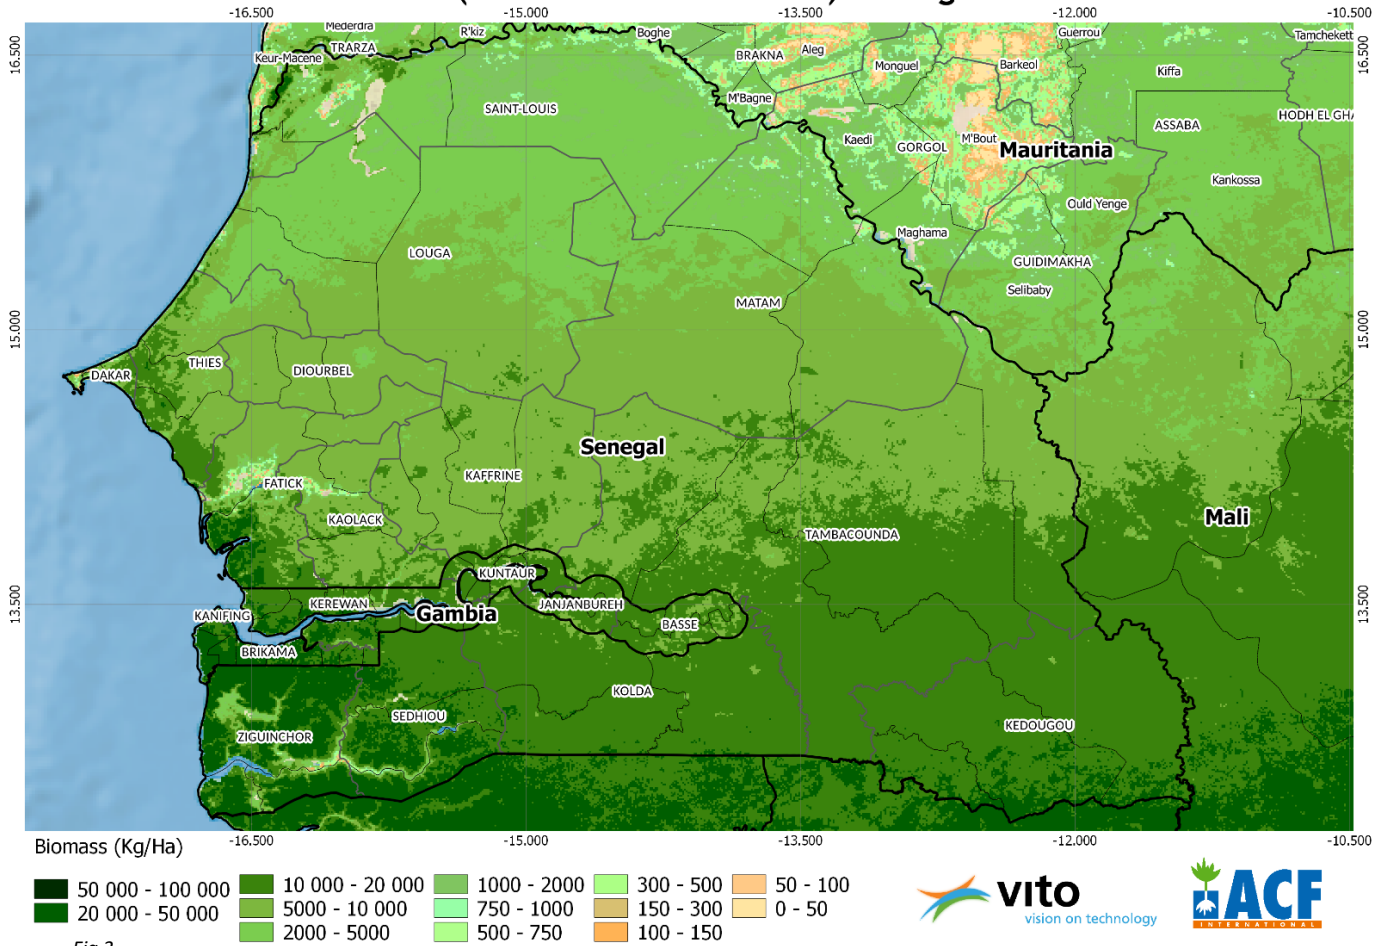 -16.500 -15.000 -13.500 -12.000 -10.500
Mederdra R'kiz Boghe Guerrou Tamchekett
TRARZA BRAKNA Aleg
Keur-Macene Monguel Barkeol Kiffa
16.500 16.500
M'Bagne
SAINT-LOUIS
ASSABA HODH EL GHA
Kaedi GORGOL M'Bout
Mauritania
Kankossa
Ould Yenge
Maghama
LOUGA
GUIDIMAKHA
Selibaby
MATAM
15.000 15.000
THIES
DAKAR DIOURBEL
Senegal
FATICK KAFFRINE
KAOLACK
Mali
TAMBACOUNDA
KUNTAUR
13.500 13.500
KEREWAN JANJANBUREH
KANIFING Gambia
BASSE
BRIKAMA
KOLDA
SEDHIOU
KEDOUGOU
ZIGUINCHOR
-16.500 -15.000 -13.500 -12.000 -10.500
Biomass (Kg/Ha)
50 000 - 100 000
20 000 - 50 000
10 000 - 20 000
5000 - 10 000
2000 - 5000
1000 - 2000
750 - 1000
500 - 750
300 - 500
150 - 300
100 - 150
50 - 100
0 - 50
vito
vision on technology
ACF
INTERNATIONAL